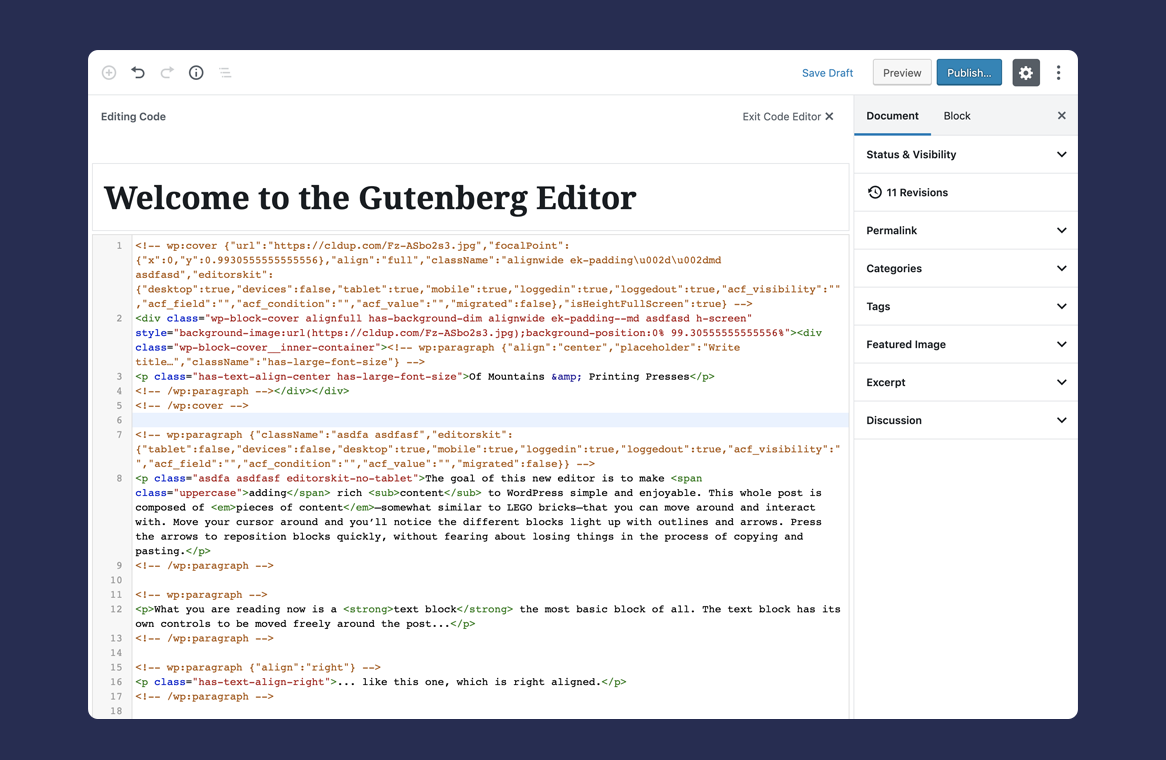 Save Draft Preview Publish...
Editing Code Exit Code Editor ✕
Document Block
Welcome to the Gutenberg Editor
1 <!-- wp:cover {"url":"https://cldup.com/Fz-ASbo2s3.jpg","focalPoint":
{"x":0,"y":0.9930555555555556},"align":"full","className":"alignwide ek-padding\u002d\u002dmd
asdfasd","editorskit":
{"desktop":true,"devices":false,"tablet":true,"mobile":true,"loggedin":true,"loggedout":true,"acf_visibility":""
,"acf_field":"","acf_condition":"","acf_value":"","migrated":false},"isHeightFullScreen":true} -->
2 <div class="wp-block-cover alignfull has-background-dim alignwide ek-padding--md asdfasd h-screen"
style="background-image:url(https://cldup.com/Fz-ASbo2s3.jpg);background-position:0% 99.30555555555556%"><div
class="wp-block-cover__inner-container"><!-- wp:paragraph {"align":"center","placeholder":"Write
title…","className":"has-large-font-size"} -->
3 <p class="has-text-align-center has-large-font-size">Of Mountains &amp; Printing Presses</p>
4 <!-- /wp:paragraph --></div></div>
5 <!-- /wp:cover -->
6
7 <!-- wp:paragraph {"className":"asdfa asdfasf","editorskit":
{"tablet":false,"devices":false,"desktop":true,"mobile":true,"loggedin":true,"loggedout":true,"acf_visibility":"
","acf_field":"","acf_condition":"","acf_value":"","migrated":false}} -->
8 <p class="asdfa asdfasf editorskit-no-tablet">The goal of this new editor is to make <span
class="uppercase">adding</span> rich <sub>content</sub> to WordPress simple and enjoyable. This whole post is
composed of <em>pieces of content</em>—somewhat similar to LEGO bricks—that you can move around and interact
with. Move your cursor around and you’ll notice the different blocks light up with outlines and arrows. Press
the arrows to reposition blocks quickly, without fearing about losing things in the process of copying and
pasting.</p>
9 <!-- /wp:paragraph -->
10
11 <!-- wp:paragraph -->
12 <p>What you are reading now is a <strong>text block</strong> the most basic block of all. The text block has its
own controls to be moved freely around the post...</p>
13 <!-- /wp:paragraph -->
14
15 <!-- wp:paragraph {"align":"right"} -->
16 <p class="has-text-align-right">... like this one, which is right aligned.</p>
17 <!-- /wp:paragraph -->
18
Status & Visibility
11 Revisions
Permalink
Categories
Tags
Featured Image
Excerpt
Discussion